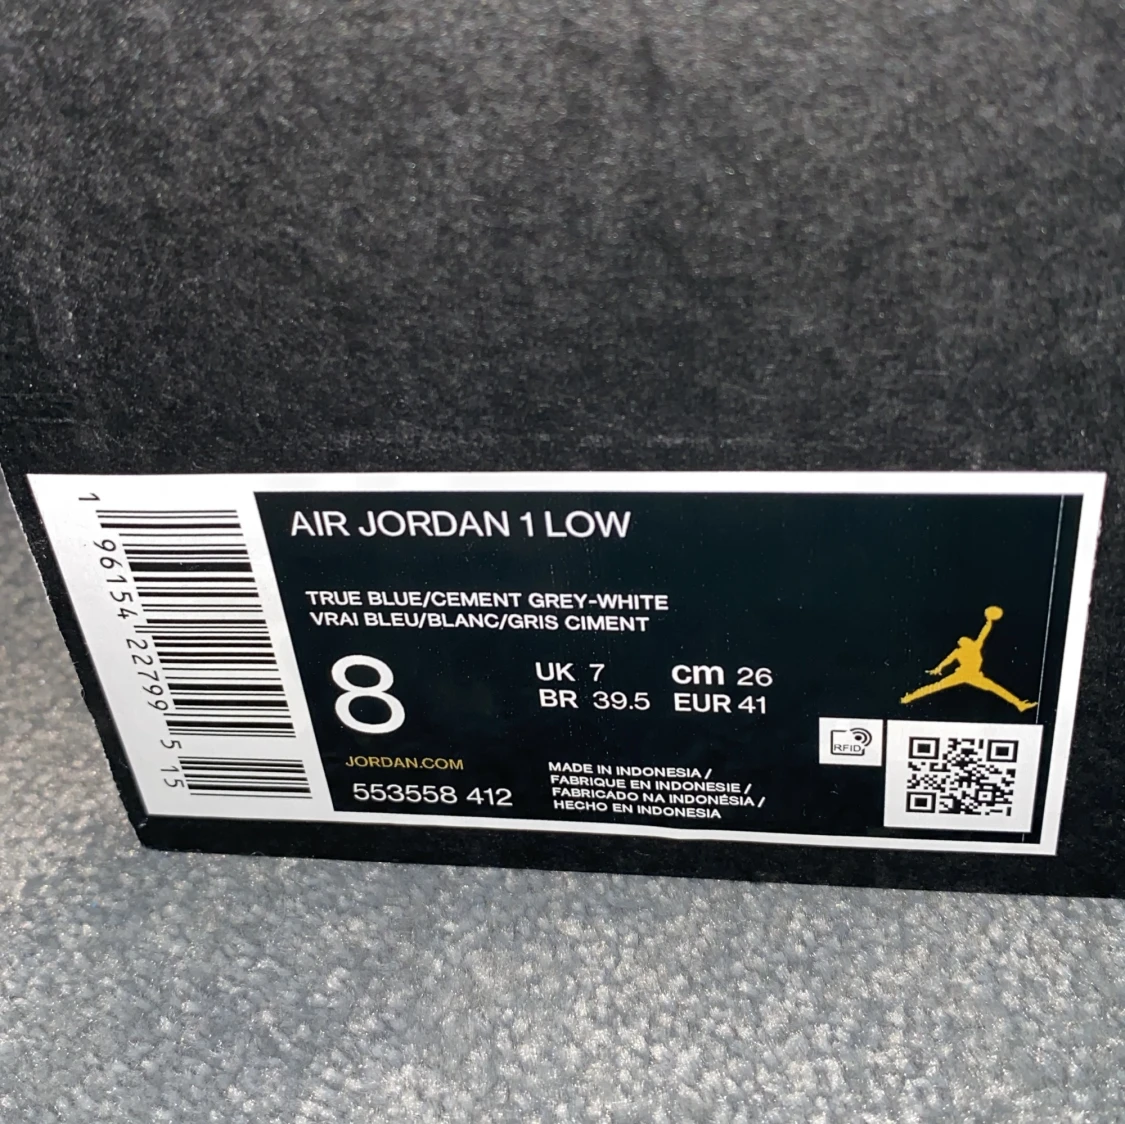 1 96154 22799 5 15
AIR JORDAN 1 LOW
TRUE BLUE/CEMENT GREY-WHITE
VRAI BLEU/BLANC/GRIS CIMENT
8
UK 7 cm 26
BR 39.5 EUR 41
JORDAN.COM
553558 412
MADE IN INDONESIA /
FABRIQUE EN INDONESIE /
FABRICADO NA INDONÉSIA /
HECHO EN INDONESIA
RFID